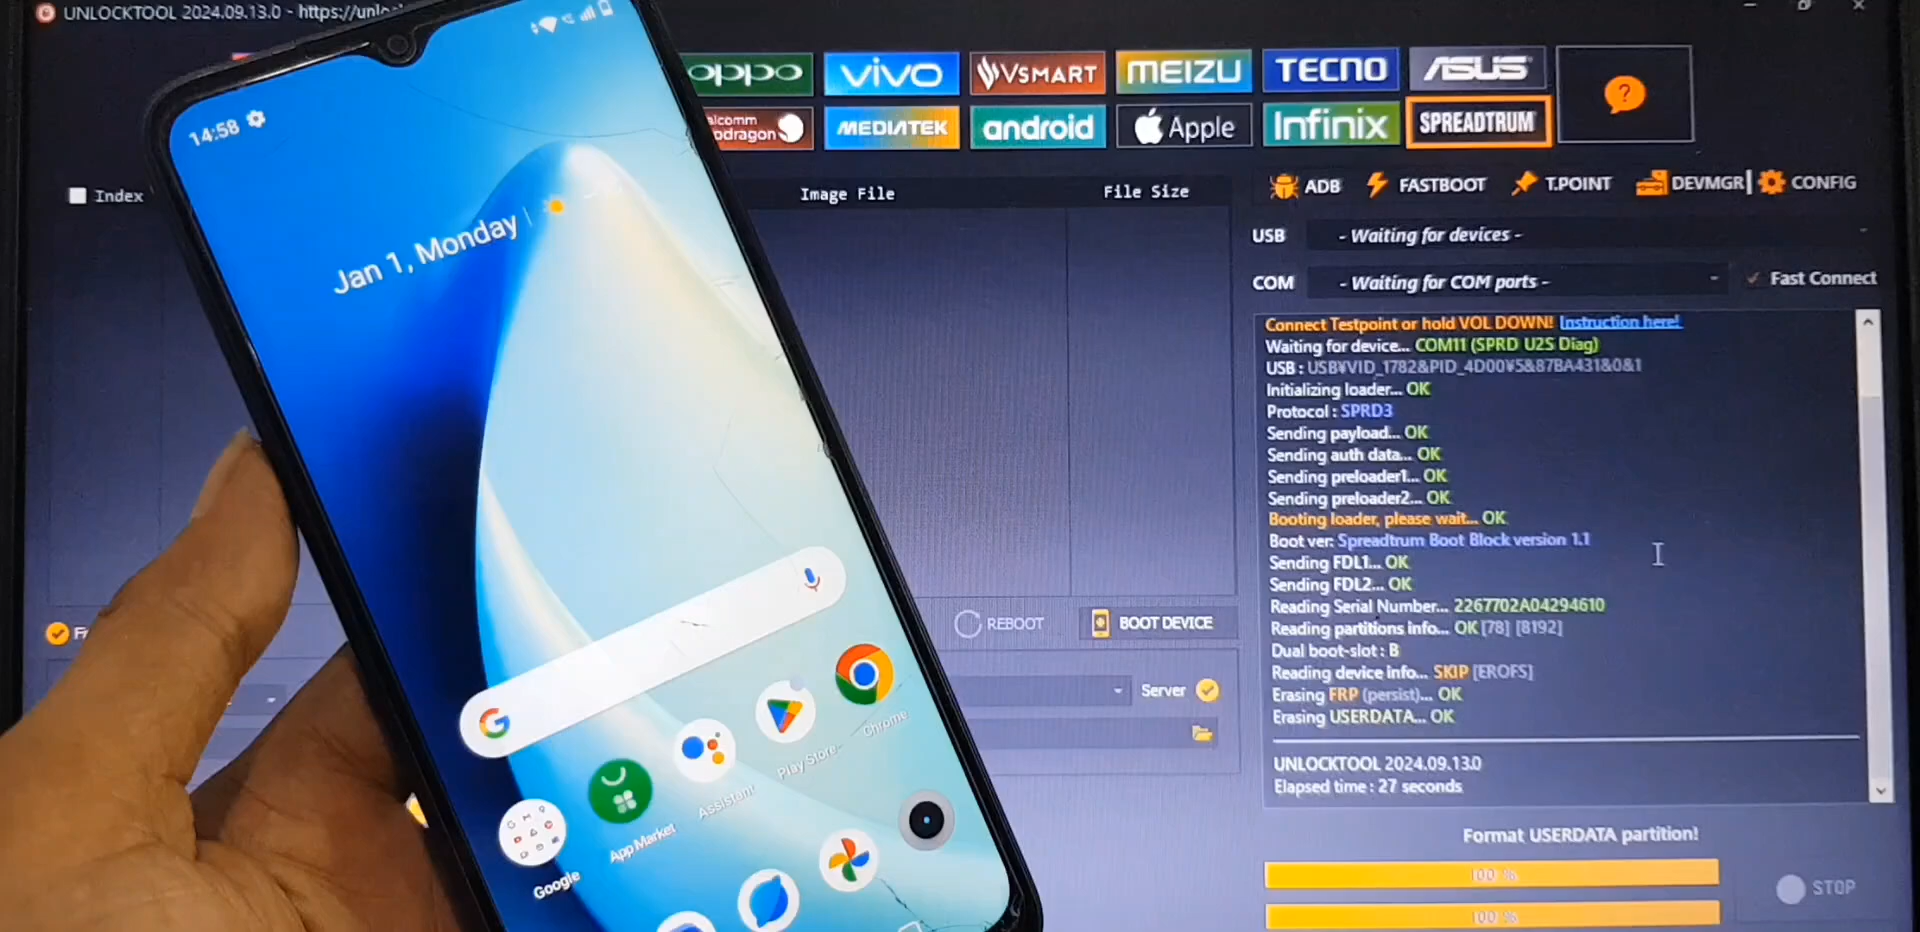 UNLOCKTOOL 2024.09.13.0 - https://unlo
oppo
vivo
VSMART
MEIZU
TECNO
ASUS
?
alcomm
pdragon
MEDIATEK
android
Apple
Infinix
SPREADTRUM
Index
Image File
File Size
ADB
FASTBOOT
T.POINT
DEVMGR
CONFIG
USB
- Waiting for devices -
COM
- Waiting for COM ports -
Fast Connect
Connect Testpoint or hold VOL DOWN! Instruction here!
Waiting for device... COM11 (SPRD U2S Diag)
USB : USB¥VID_1782&PID_4D00¥5&87BA431&0&1
Initializing loader... OK
Protocol : SPRD3
Sending payload... OK
Sending auth data... OK
Sending preloader1... OK
Sending preloader2... OK
Booting loader, please wait... OK
Boot ver: Spreadtrum Boot Block version 1.1
Sending FDL1... OK
Sending FDL2... OK
Reading Serial Number... 2267702A04294610
Reading partitions info... OK [78] [8192]
Dual boot-slot : B
Reading device info... SKIP [EROFS]
Erasing FRP (persist)... OK
Erasing USERDATA... OK
UNLOCKTOOL 2024.09.13.0
Elapsed time : 27 seconds
Format USERDATA partition!
100 %
100 %
STOP
REBOOT
BOOT DEVICE
Server
14:58
Jan 1, Monday
Google
App Market
Assistant
Play Store
Chrome